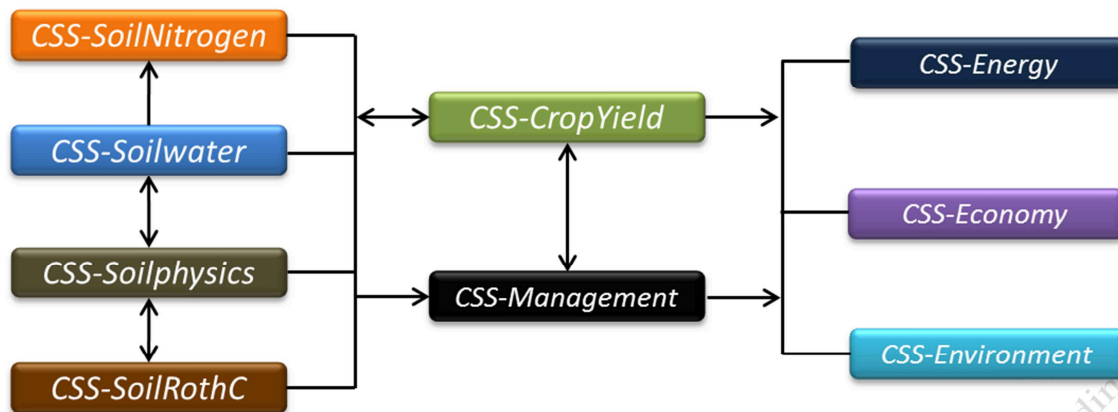 CSS-SoilNitrogen
CSS-Soilwater
CSS-Soilphysics
CSS-SoilRothC
CSS-CropYield
CSS-Management
CSS-Energy
CSS-Economy
CSS-Environment